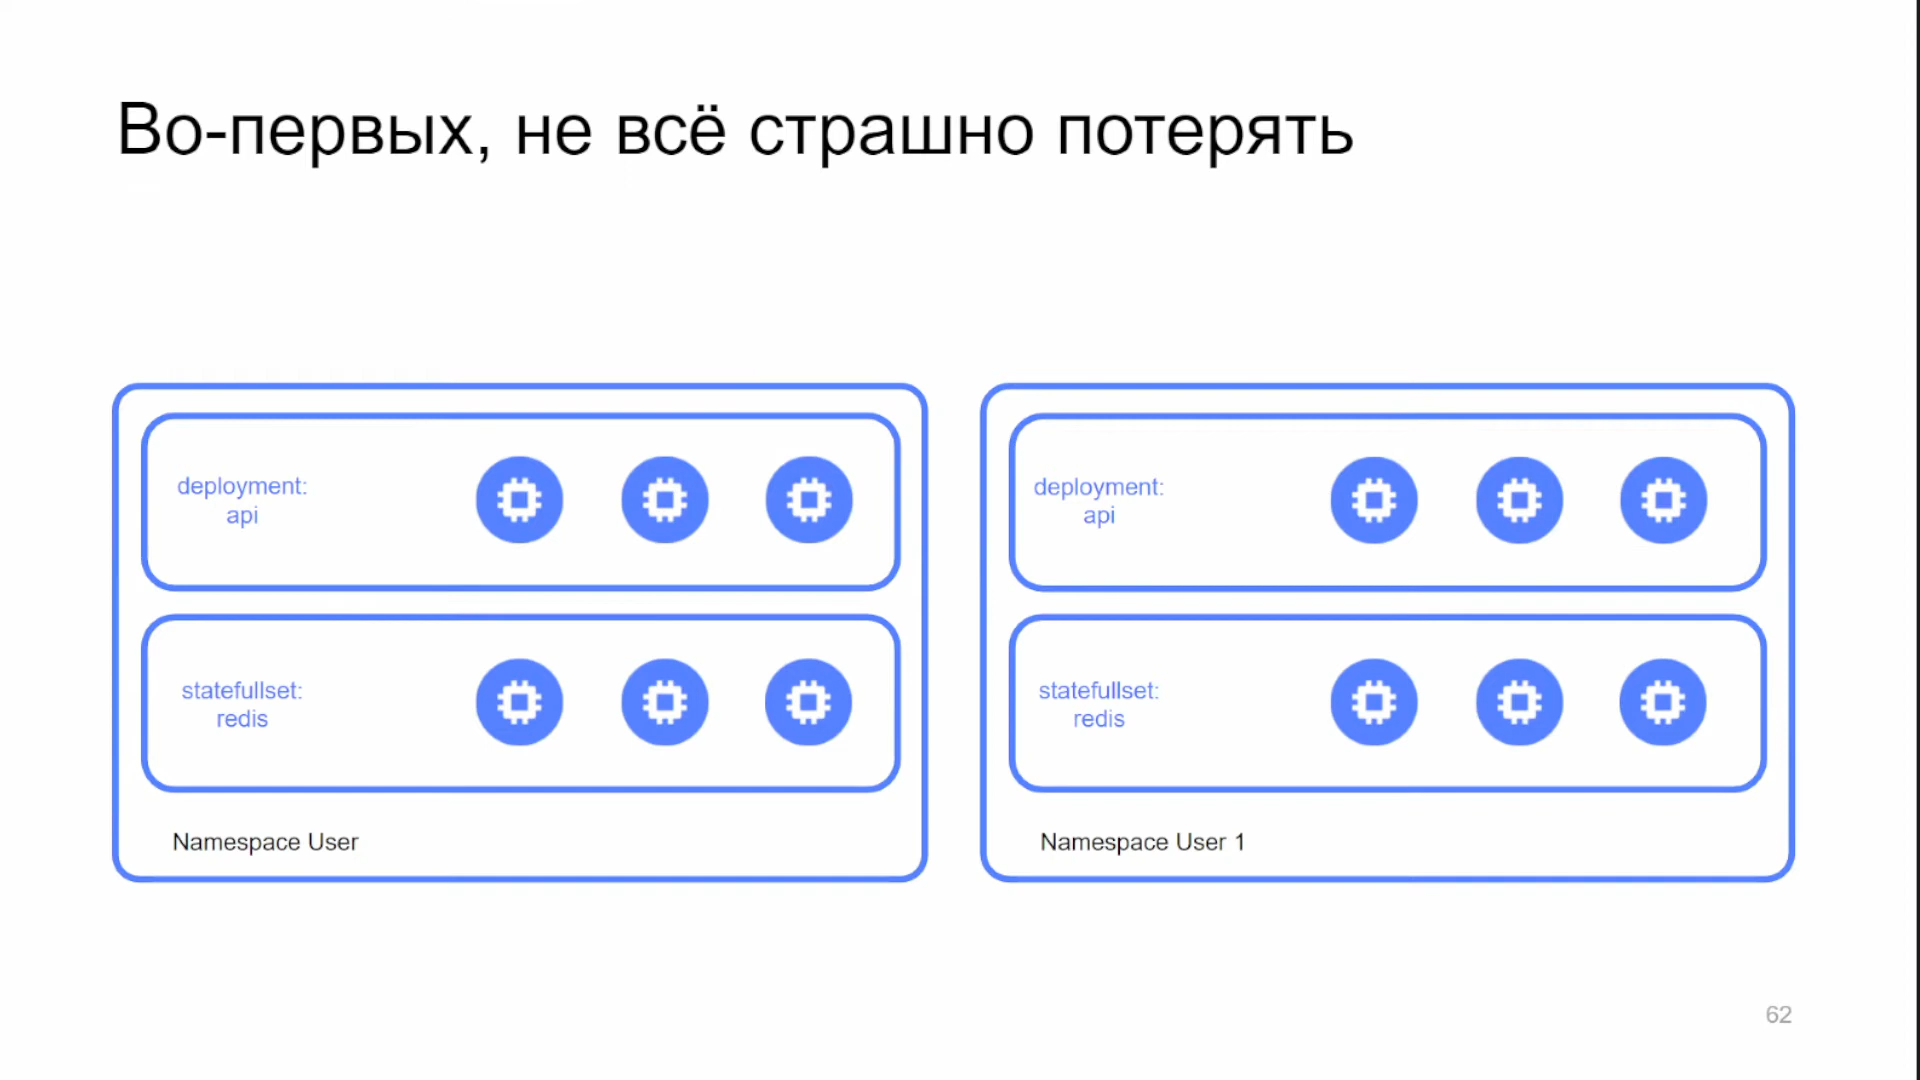 Во-первых, не всё страшно потерять
deployment:
api
statefullset:
redis
Namespace User
deployment:
api
statefullset:
redis
Namespace User 1
62